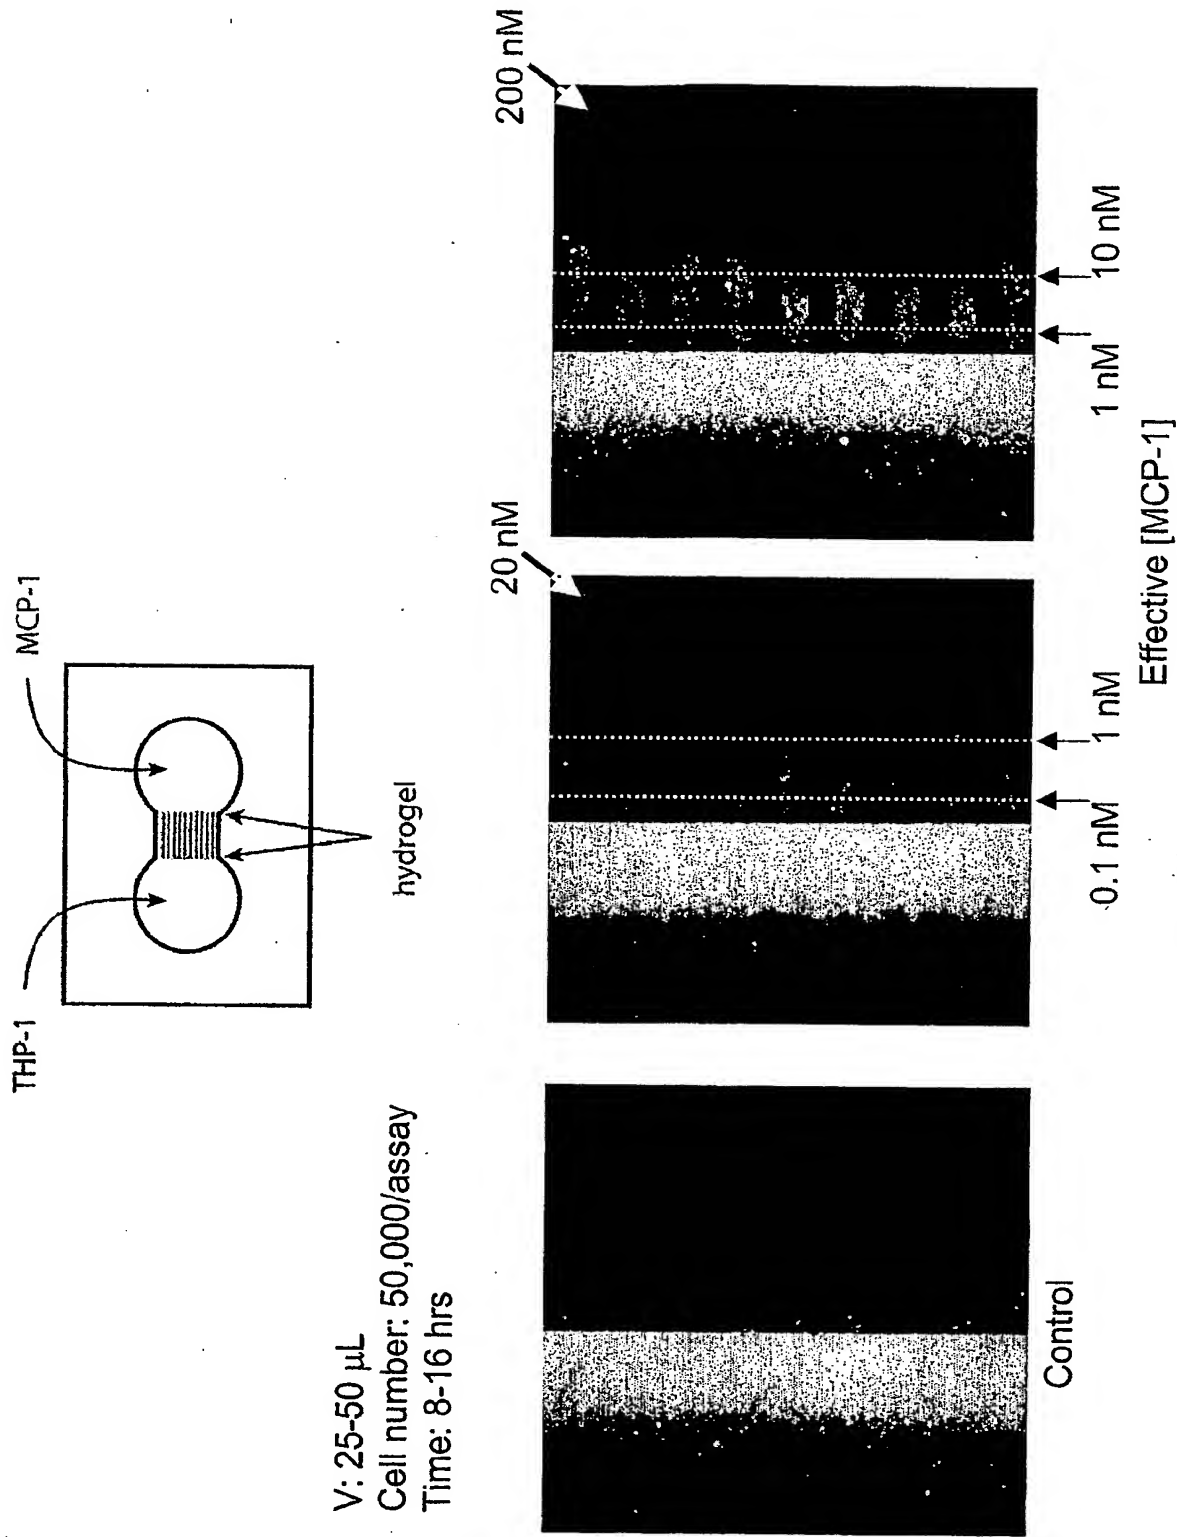 THP-1
MCP-1
hydrogel
V: 25-50 µL
Cell number: 50,000/assay
Time: 8-16 hrs
20 nM
200 nM
Control
0.1 nM
1 nM
1 nM
10 nM
Effective [MCP-1]